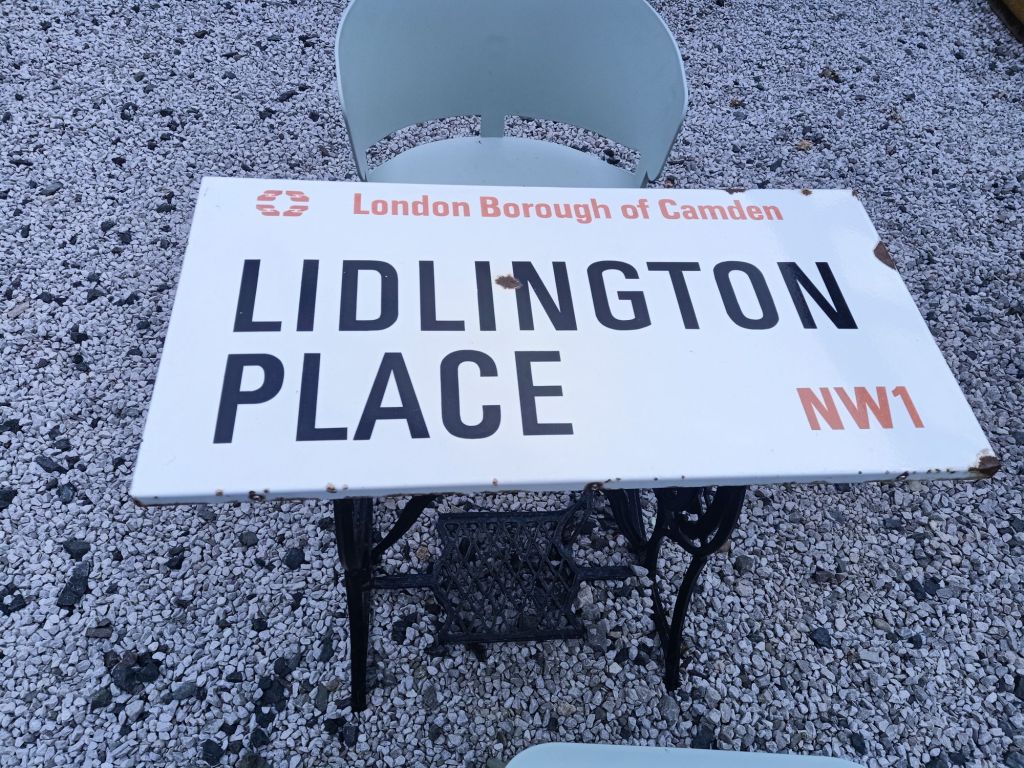 London Borough of Camden
LIDLINGTON
PLACE
NW1